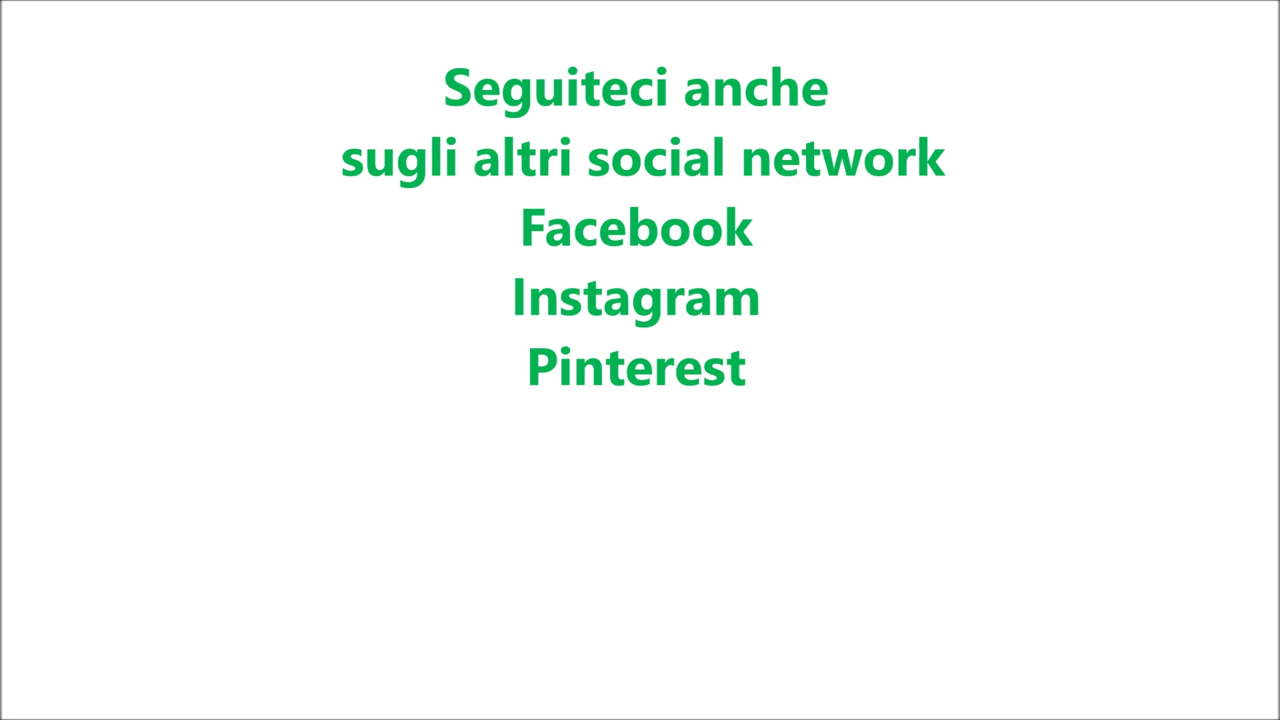 Seguiteci anche
sugli altri social network
Facebook
Instagram
Pinterest